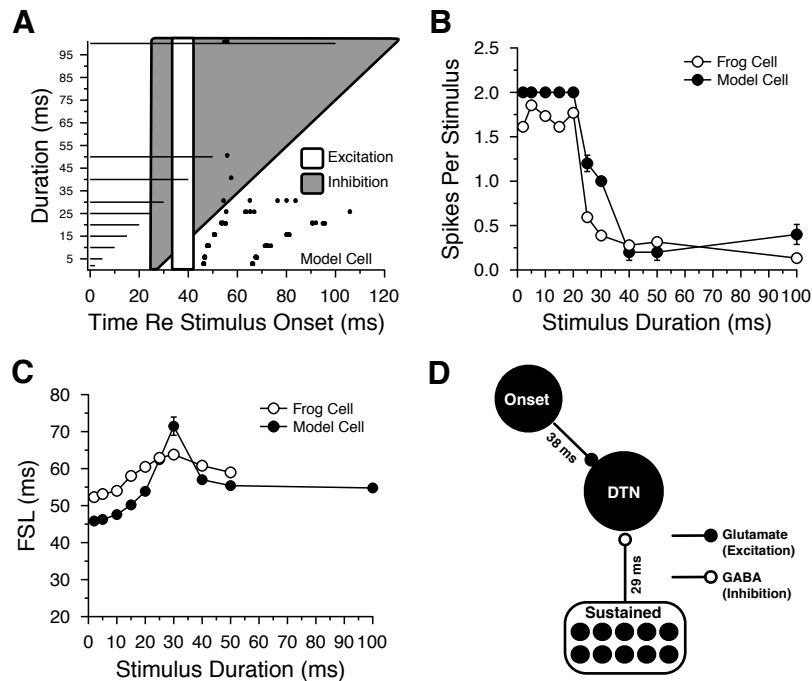 A
Duration (ms)
95
85
75
65
55
45
35
25
15
5
Excitation
Inhibition
Model Cell
0 20 40 60 80 100 120
Time Re Stimulus Onset (ms)
B
Spikes Per Stimulus
2.5
2.0
1.5
1.0
0.5
0.0
Frog Cell
Model Cell
0 10 20 30 40 50 60 70 80 90 100
Stimulus Duration (ms)
C
FSL (ms)
80
70
60
50
40
30
20
Frog Cell
Model Cell
0 10 20 30 40 50 60 70 80 90 100
Stimulus Duration (ms)
D
Onset
38 ms
DTN
29 ms
Glutamate
(Excitation)
GABA
(Inhibition)
Sustained